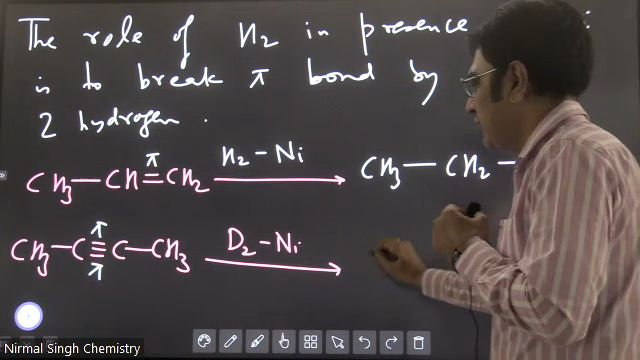 The role of H2 in presence
is to break π bond by
2 hydrogen .
π
CH3—CH=CH2 H2-Ni CH3—CH2—
π
CH3—C≡C—CH3 D2-Ni
π
Nirmal Singh Chemistry